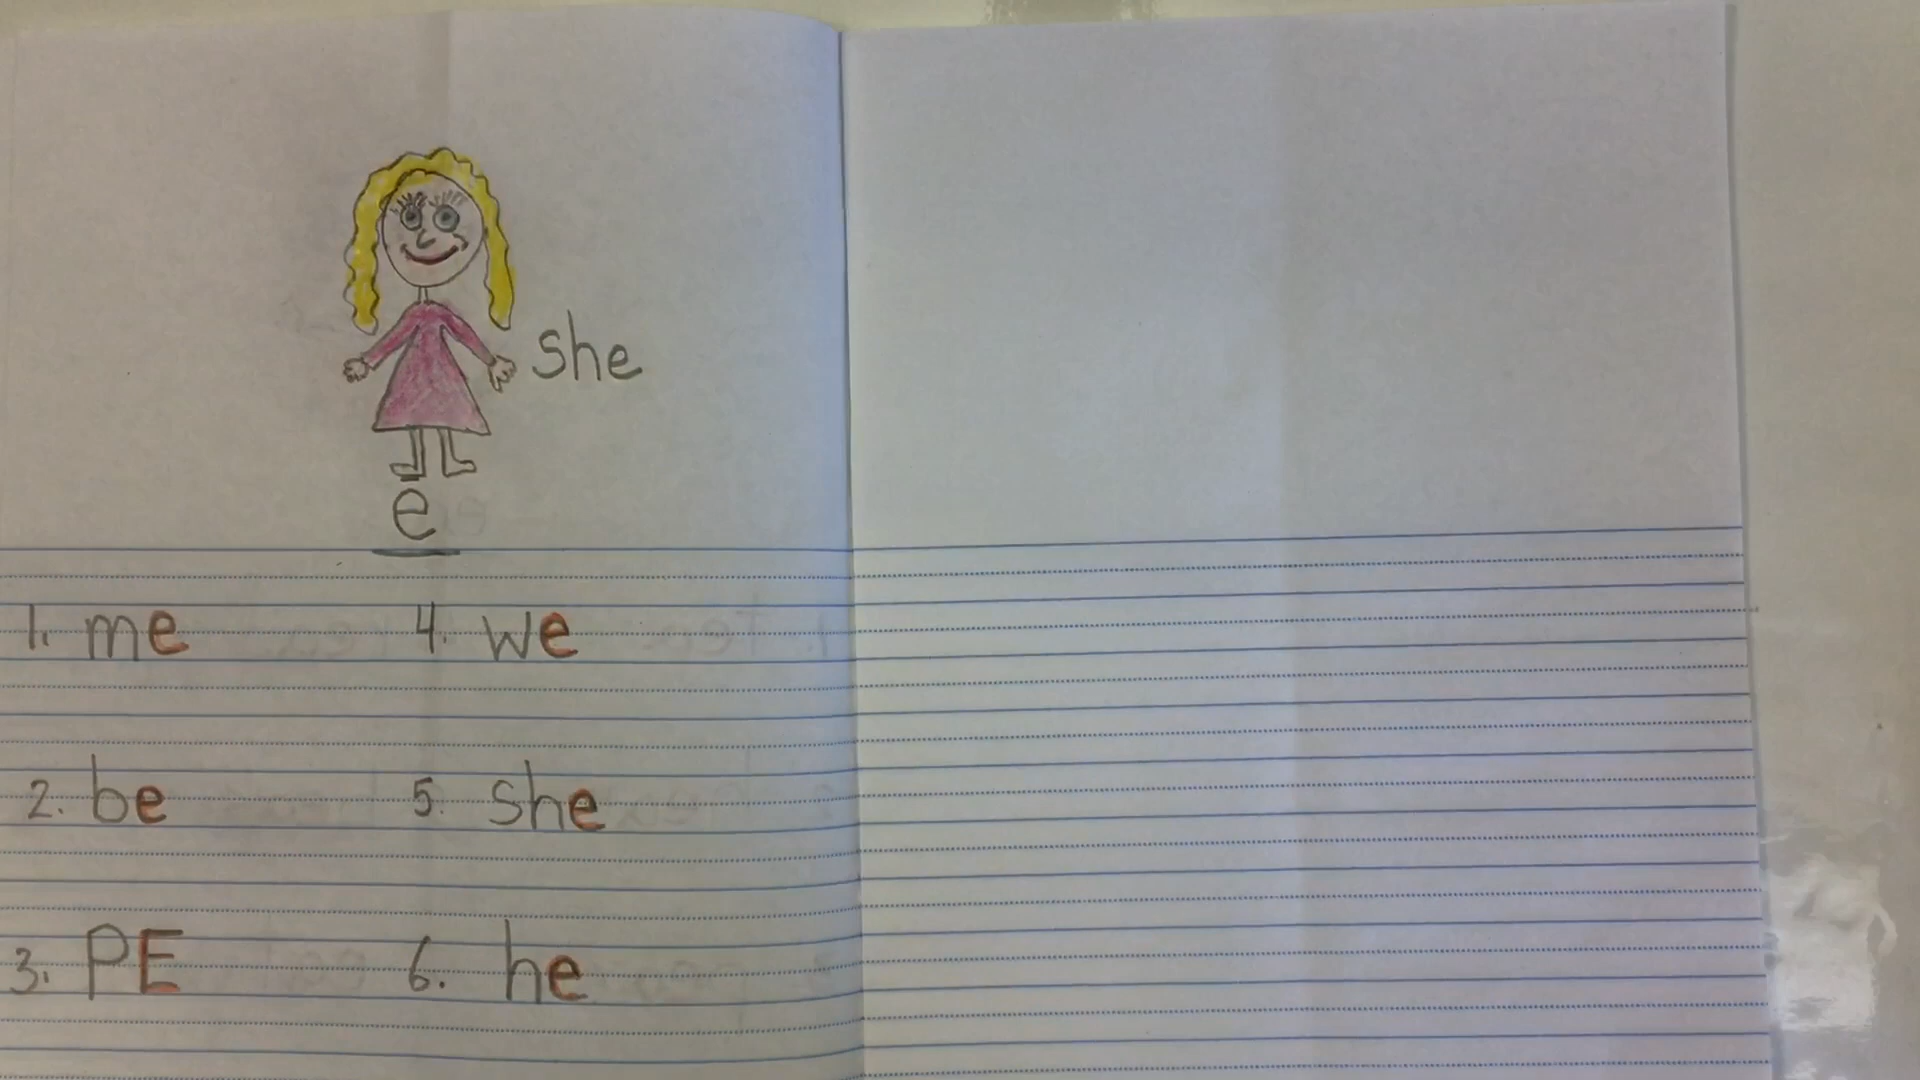 she
ē
1. me 4. we
2. be 5. she
3. PE 6. he